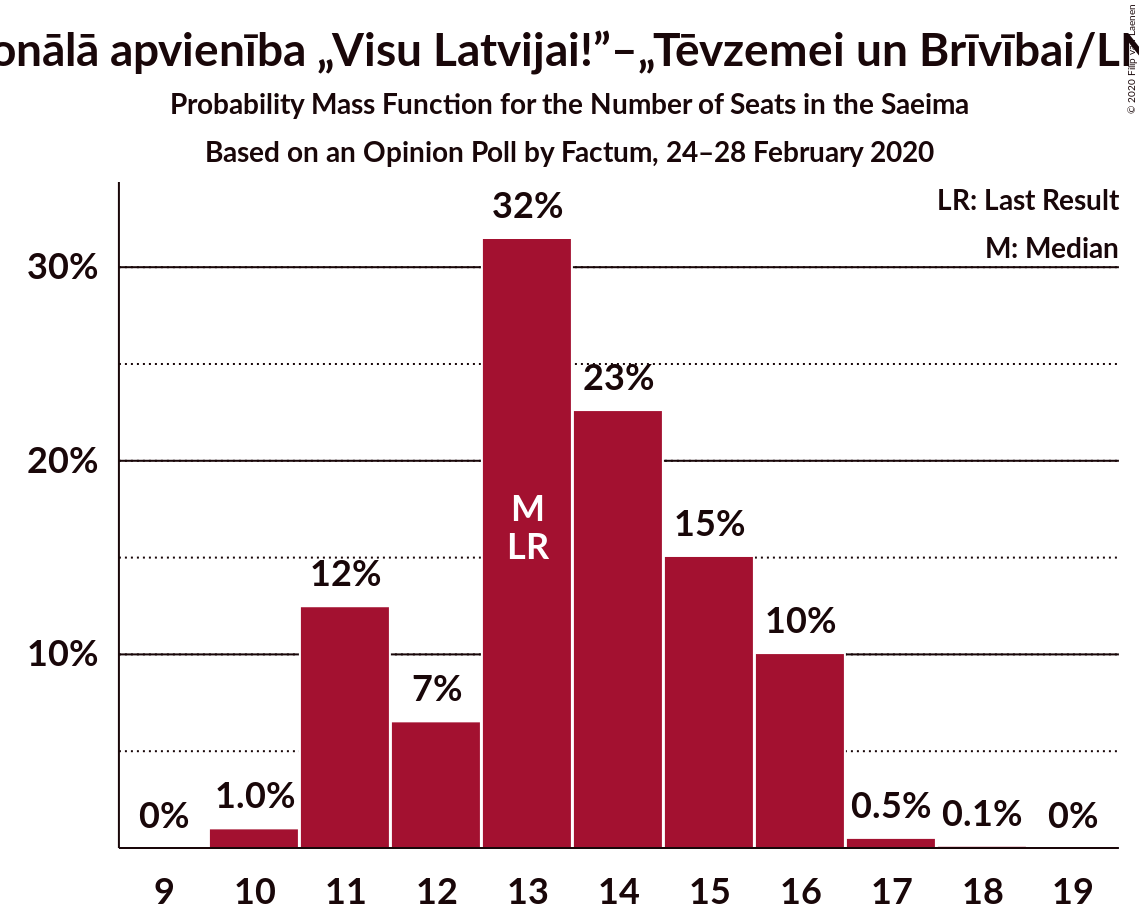 onālā apvienība „Visu Latvijai!”–„Tēvzemei un Brīvībai/LN
© 2020 Filip van Laenen
Probability Mass Function for the Number of Seats in the Saeima
Based on an Opinion Poll by Factum, 24–28 February 2020
LR: Last Result
M: Median
30%
20%
10%
0%
1.0%
12%
7%
32%
23%
15%
10%
0.5%
0.1%
0%
M
LR
9 10 11 12 13 14 15 16 17 18 19